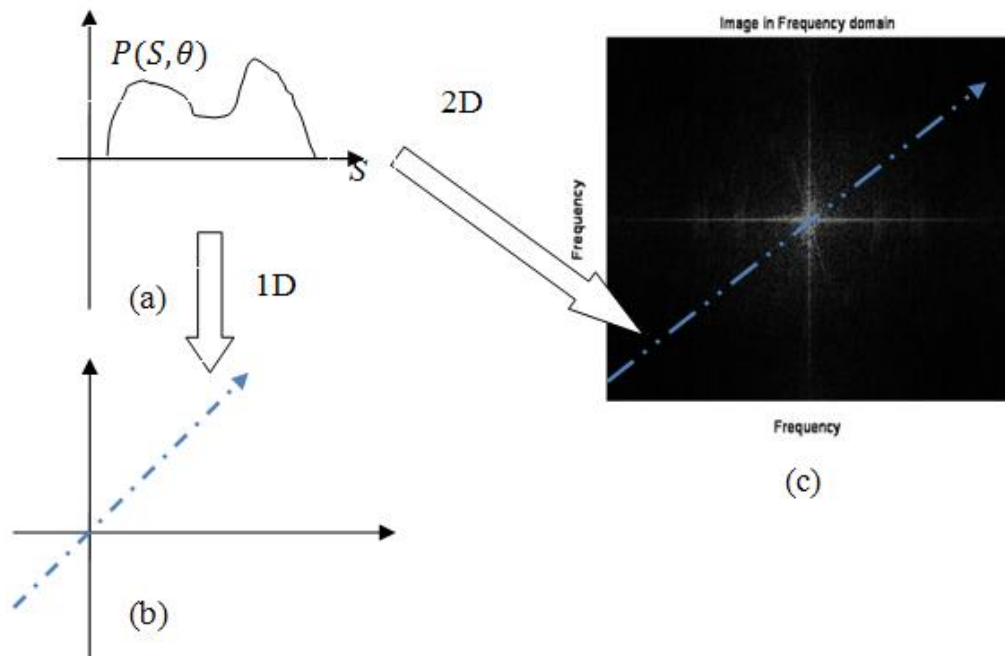 P(S,θ)
S
(a)
1D
2D
(b)
Image in Frequency domain
Frequency
Frequency
(c)